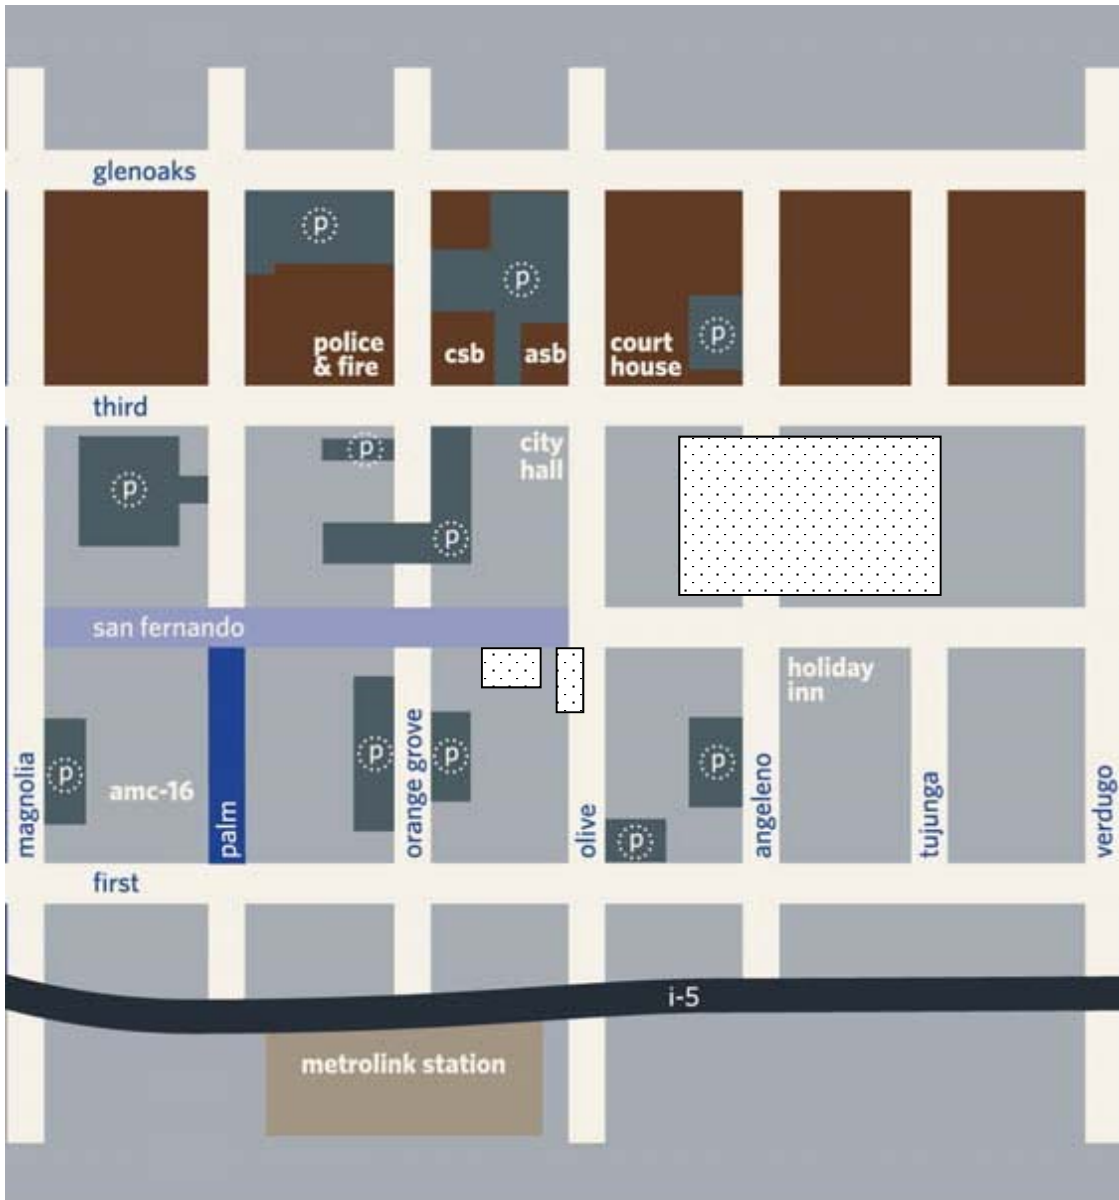 glenoaks
p
p
police
& fire
csb
asb
court
house
p
third
p
p
city
hall
p
san fernando
holiday
inn
magnolia
p
amc-16
palm
p
orange grove
p
olive
p
p
angeleno
tujunga
verdugo
first
i-5
metrolink station